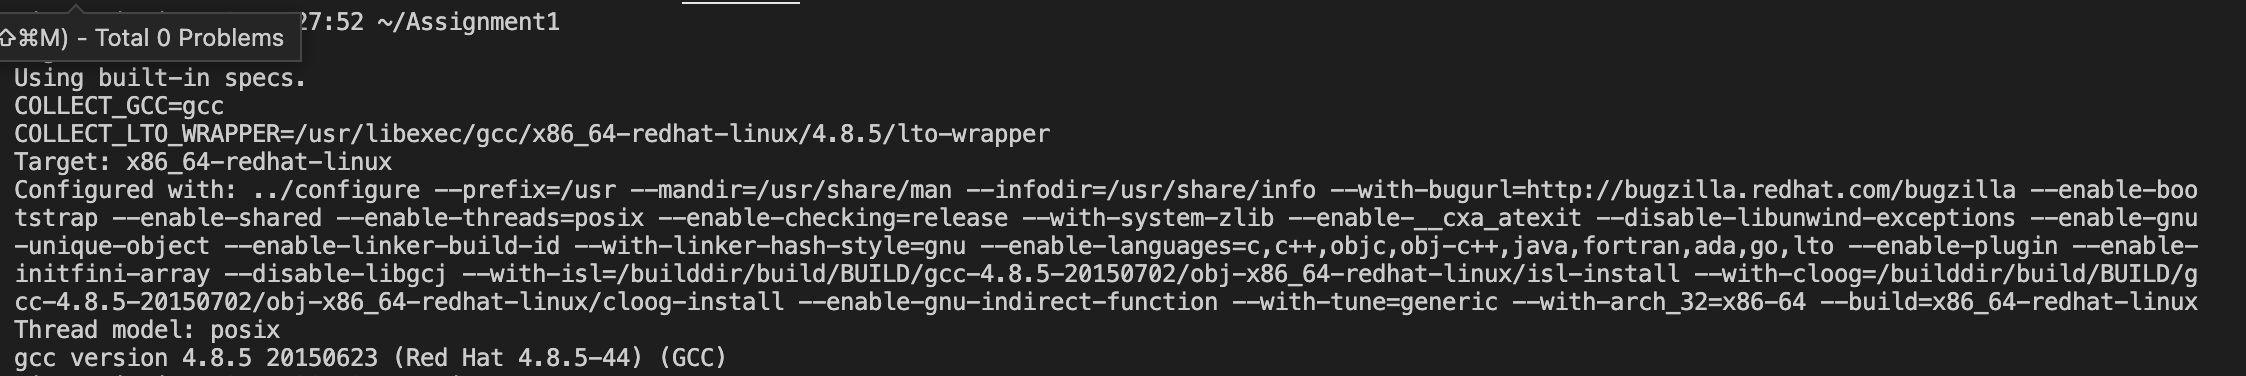 27:52 ~/Assignment1
⇧⌘M) - Total 0 Problems
Using built-in specs.
COLLECT_GCC=gcc
COLLECT_LTO_WRAPPER=/usr/libexec/gcc/x86_64-redhat-linux/4.8.5/lto-wrapper
Target: x86_64-redhat-linux
Configured with: ../configure --prefix=/usr --mandir=/usr/share/man --infodir=/usr/share/info --with-bugurl=http://bugzilla.redhat.com/bugzilla --enable-boo
tstrap --enable-shared --enable-threads=posix --enable-checking=release --with-system-zlib --enable-__cxa_atexit --disable-libunwind-exceptions --enable-gnu
-unique-object --enable-linker-build-id --with-linker-hash-style=gnu --enable-languages=c,c++,objc,obj-c++,java,fortran,ada,go,lto --enable-plugin --enable-
initfini-array --disable-libgcj --with-isl=/builddir/build/BUILD/gcc-4.8.5-20150702/obj-x86_64-redhat-linux/isl-install --with-cloog=/builddir/build/BUILD/g
cc-4.8.5-20150702/obj-x86_64-redhat-linux/cloog-install --enable-gnu-indirect-function --with-tune=generic --with-arch_32=x86-64 --build=x86_64-redhat-linux
Thread model: posix
gcc version 4.8.5 20150623 (Red Hat 4.8.5-44) (GCC)